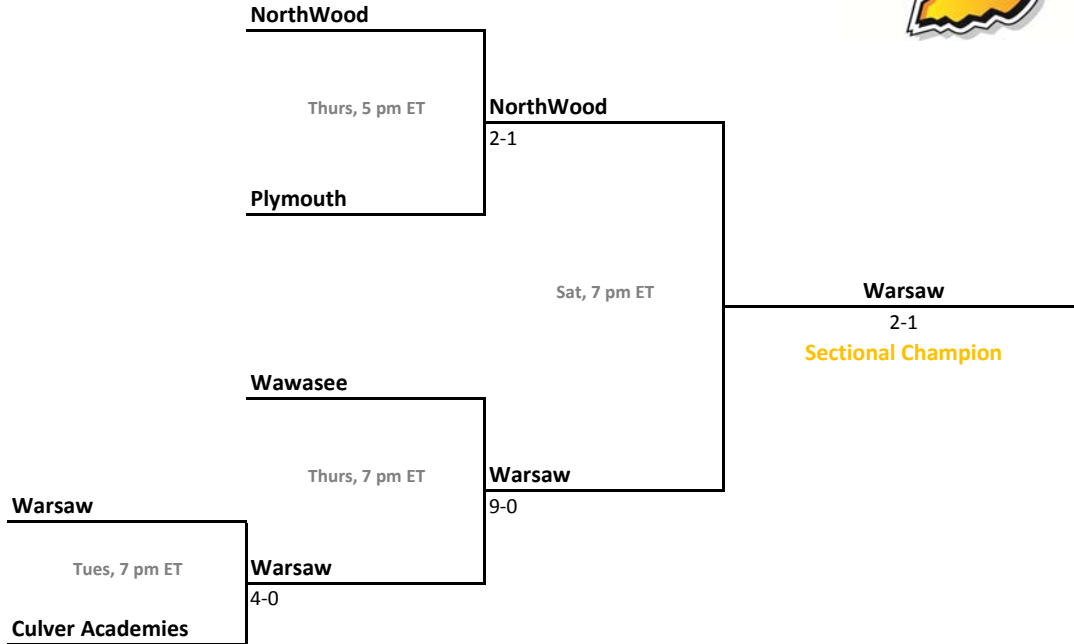 NorthWood
Thurs, 5 pm ET
NorthWood
2-1
Plymouth
Sat, 7 pm ET
Warsaw
2-1
Sectional Champion
Wawasee
Thurs, 7 pm ET
Warsaw
9-0
Warsaw
Tues, 7 pm ET
Warsaw
4-0
Culver Academies